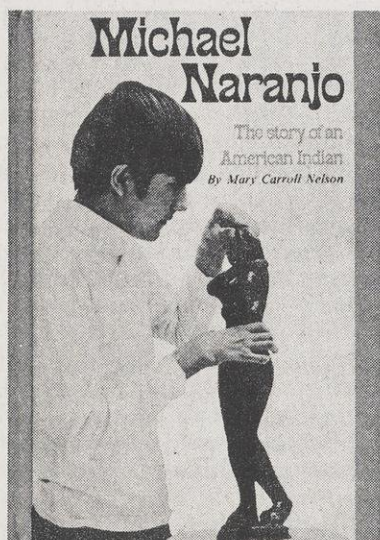 Michael
Naranjo
The story of an
American Indian
By Mary Carroll Nelson